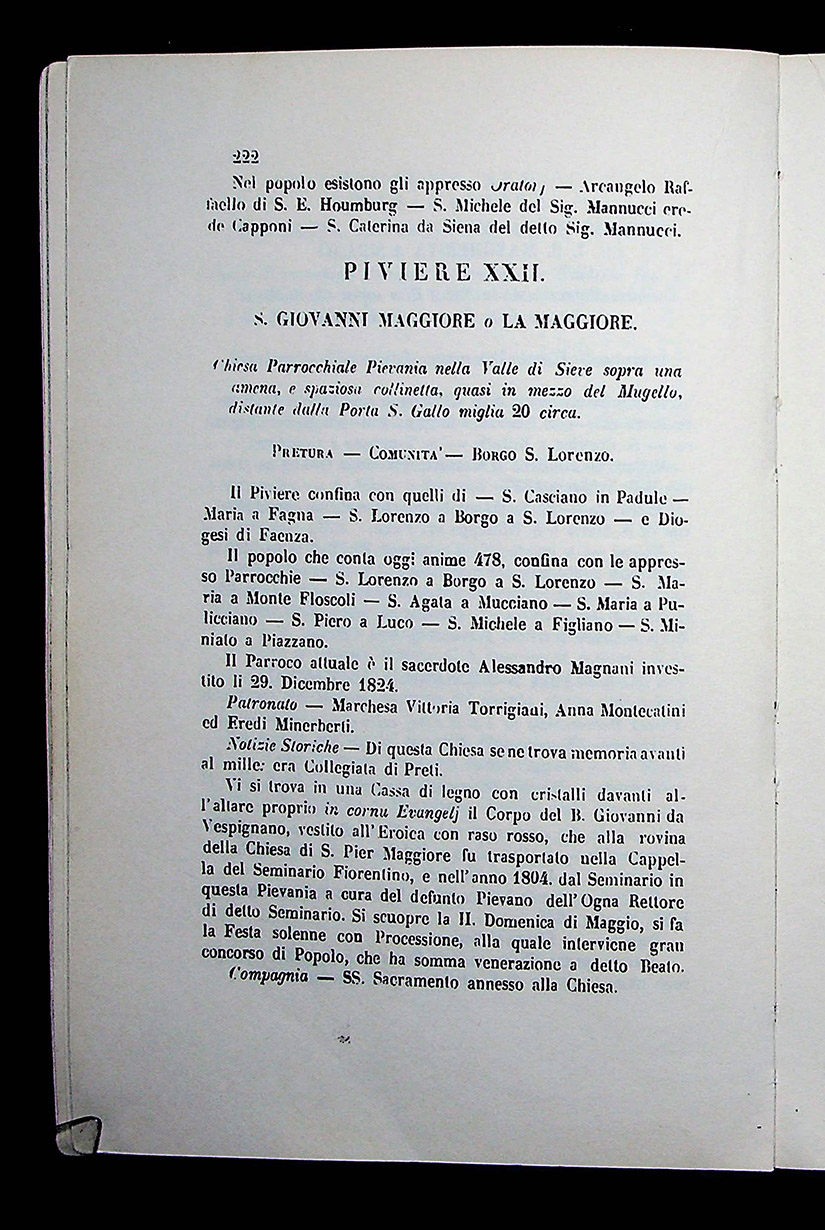 222
Nel popolo esistono gli appresso Oratorj — Arcangelo Raf-
faello di S. E. Houmburg — S. Michele del Sig. Mannucci ere-
de Capponi — S. Caterina da Siena del detto Sig. Mannucci.
PIVIERE XXII.
S. GIOVANNI MAGGIORE o LA MAGGIORE.
Chiesa Parrocchiale Pievania nella Valle di Sieve sopra una
amena, e spaziosa collinetta, quasi in mezzo del Mugello,
distante dalla Porta S. Gallo miglia 20 circa.
PRETURA — COMUNITA' — BORGO S. LORENZO.
Il Piviere confina con quelli di — S. Casciano in Padule —
Maria a Fagna — S. Lorenzo a Borgo a S. Lorenzo — e Dio-
gesi di Faenza.
Il popolo che conta oggi anime 478, confina con le appres-
so Parrocchie — S. Lorenzo a Borgo a S. Lorenzo — S. Ma-
ria a Monte Floscoli — S. Agata a Mucciano — S. Maria a Pu-
licciano — S. Piero a Luco — S. Michele a Figliano — S. Mi-
niato a Piazzano.
Il Parroco attuale è il sacerdote Alessandro Magnani inves-
tito li 29. Dicembre 1824.
Patronato — Marchesa Vittoria Torrigiani, Anna Montecatini
ed Eredi Minerberti.
Notizie Storiche — Di questa Chiesa se ne trova memoria avanti
al mille: era Collegiata di Preti.
Vi si trova in una Cassa di legno con cristalli davanti al-
l'altare proprio in cornu Evangelj il Corpo del B. Giovanni da
Vespignano, vestito all'Eroica con raso rosso, che alla rovina
della Chiesa di S. Pier Maggiore fu trasportato nella Cappel-
la del Seminario Fiorentino, e nell'anno 1804. dal Seminario in
questa Pievania a cura del defunto Pievano dell'Ogna Rettore
di detto Seminario. Si scuopre la II. Domenica di Maggio, si fa
la Festa solenne con Processione, alla quale interviene gran
concorso di Popolo, che ha somma venerazione a detto Beato.
Compagnia — SS. Sacramento annesso alla Chiesa.